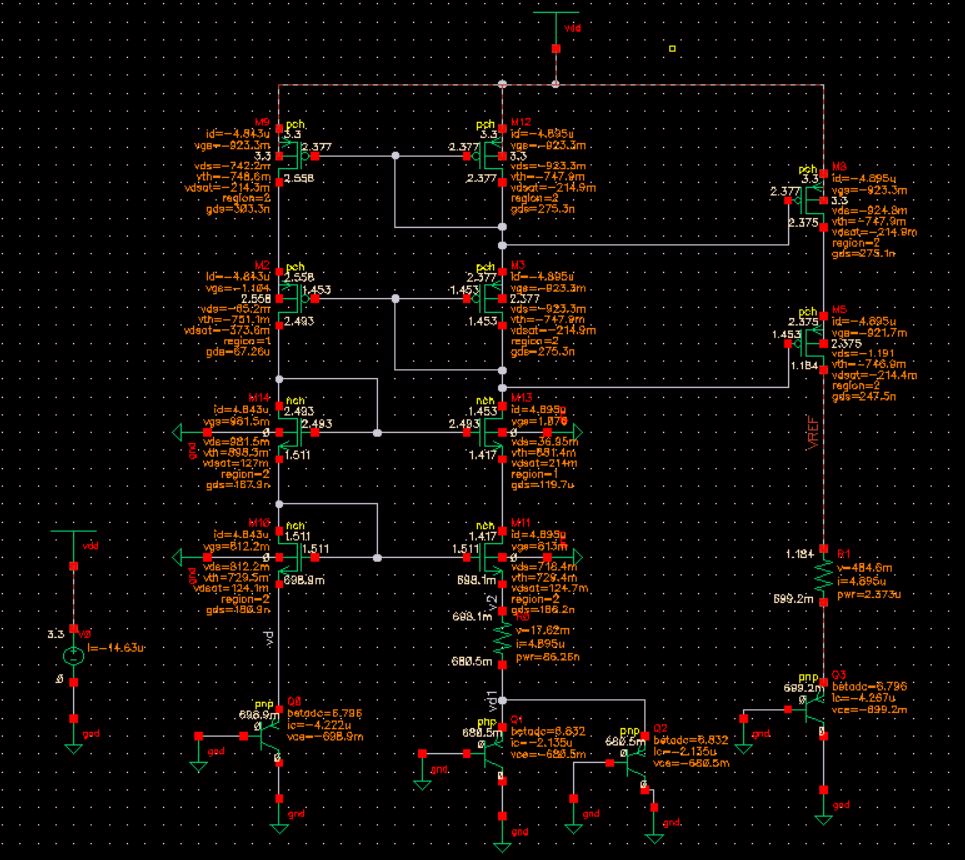 vdd
M9
pch
id=-4.843u
3.3
vgs=-923.3m
2.377
3.3
vds=-742.2m
vth=-748.6m
2.558
vdsat=-214.3m
region=2
gds=303.3n
M12
pch
id=-4.895u
3.3
vgs=-923.3m
2.377
3.3
vds=-923.3m
vth=-747.9m
2.377
vdsat=-214.9m
region=2
gds=275.3n
pch
id=-4.895u
3.3
vgs=-923.3m
2.377
3.3
vds=-924.8m
vth=-747.9m
vdsat=-214.9m
2.375
region=2
gds=275.1n
M2
pch
id=-4.843u
2.558
vgs=-1.104
1.453
2.558
vds=-65.2m
vth=-751.1m
2.493
vdsat=-373.6m
region=1
gds=67.26u
M3
pch
id=-4.895u
2.377
vgs=-923.3m
1.453
2.377
vds=-923.3m
vth=-747.9m
1.453
vdsat=-214.9m
region=2
gds=275.3n
M5
pch
id=-4.895u
2.375
vgs=-921.7m
1.453
2.375
vds=-1.191
vth=-746.9m
1.184
vdsat=-214.4m
region=2
gds=247.5n
M14
nch
id=4.843u
2.493
vgs=981.5m
2.493
0
vds=981.5m
gnd
1.511
vdsat=127m
region=2
gds=187.9n
M13
nch
id=4.895u
1.453
2.493
0
vds=36.95m
1.417
vdsat=214m
region=1
gds=119.7u
VREF
M10
nch
id=4.843u
1.511
vgs=812.2m
1.511
0
vds=812.2m
vth=729.5m
gnd
vdsat=124.1m
698.9m
region=2
gds=180.9n
M11
nch
id=4.895u
1.417
vgs=813m
1.511
0
vds=718.4m
vth=729.4m
698.1m
vdsat=124.7m
region=2
gds=186.2n
vdd
3.3
v0
i=-14.63u
0
gnd
v2
698.1m
R0
v=17.62m
i=4.895u
pwr=86.26n
680.5m
1.184
R1
v=484.6m
i=4.895u
pwr=2.373u
699.2m
vd
pnp
Q0
698.9m
betadc=6.796
0
ic=-4.222u
vce=-698.9m
gnd
0
gnd
vd1
pnp
Q1
680.5m
betadc=6.832
0
ic=-2.135u
vce=-680.5m
gnd
0
gnd
pnp
Q2
680.5m
betadc=6.832
0
ic=-2.135u
vce=-680.5m
gnd
0
gnd
pnp
Q3
699.2m
betadc=6.796
0
ic=-4.267u
vce=-699.2m
gnd
0
gnd